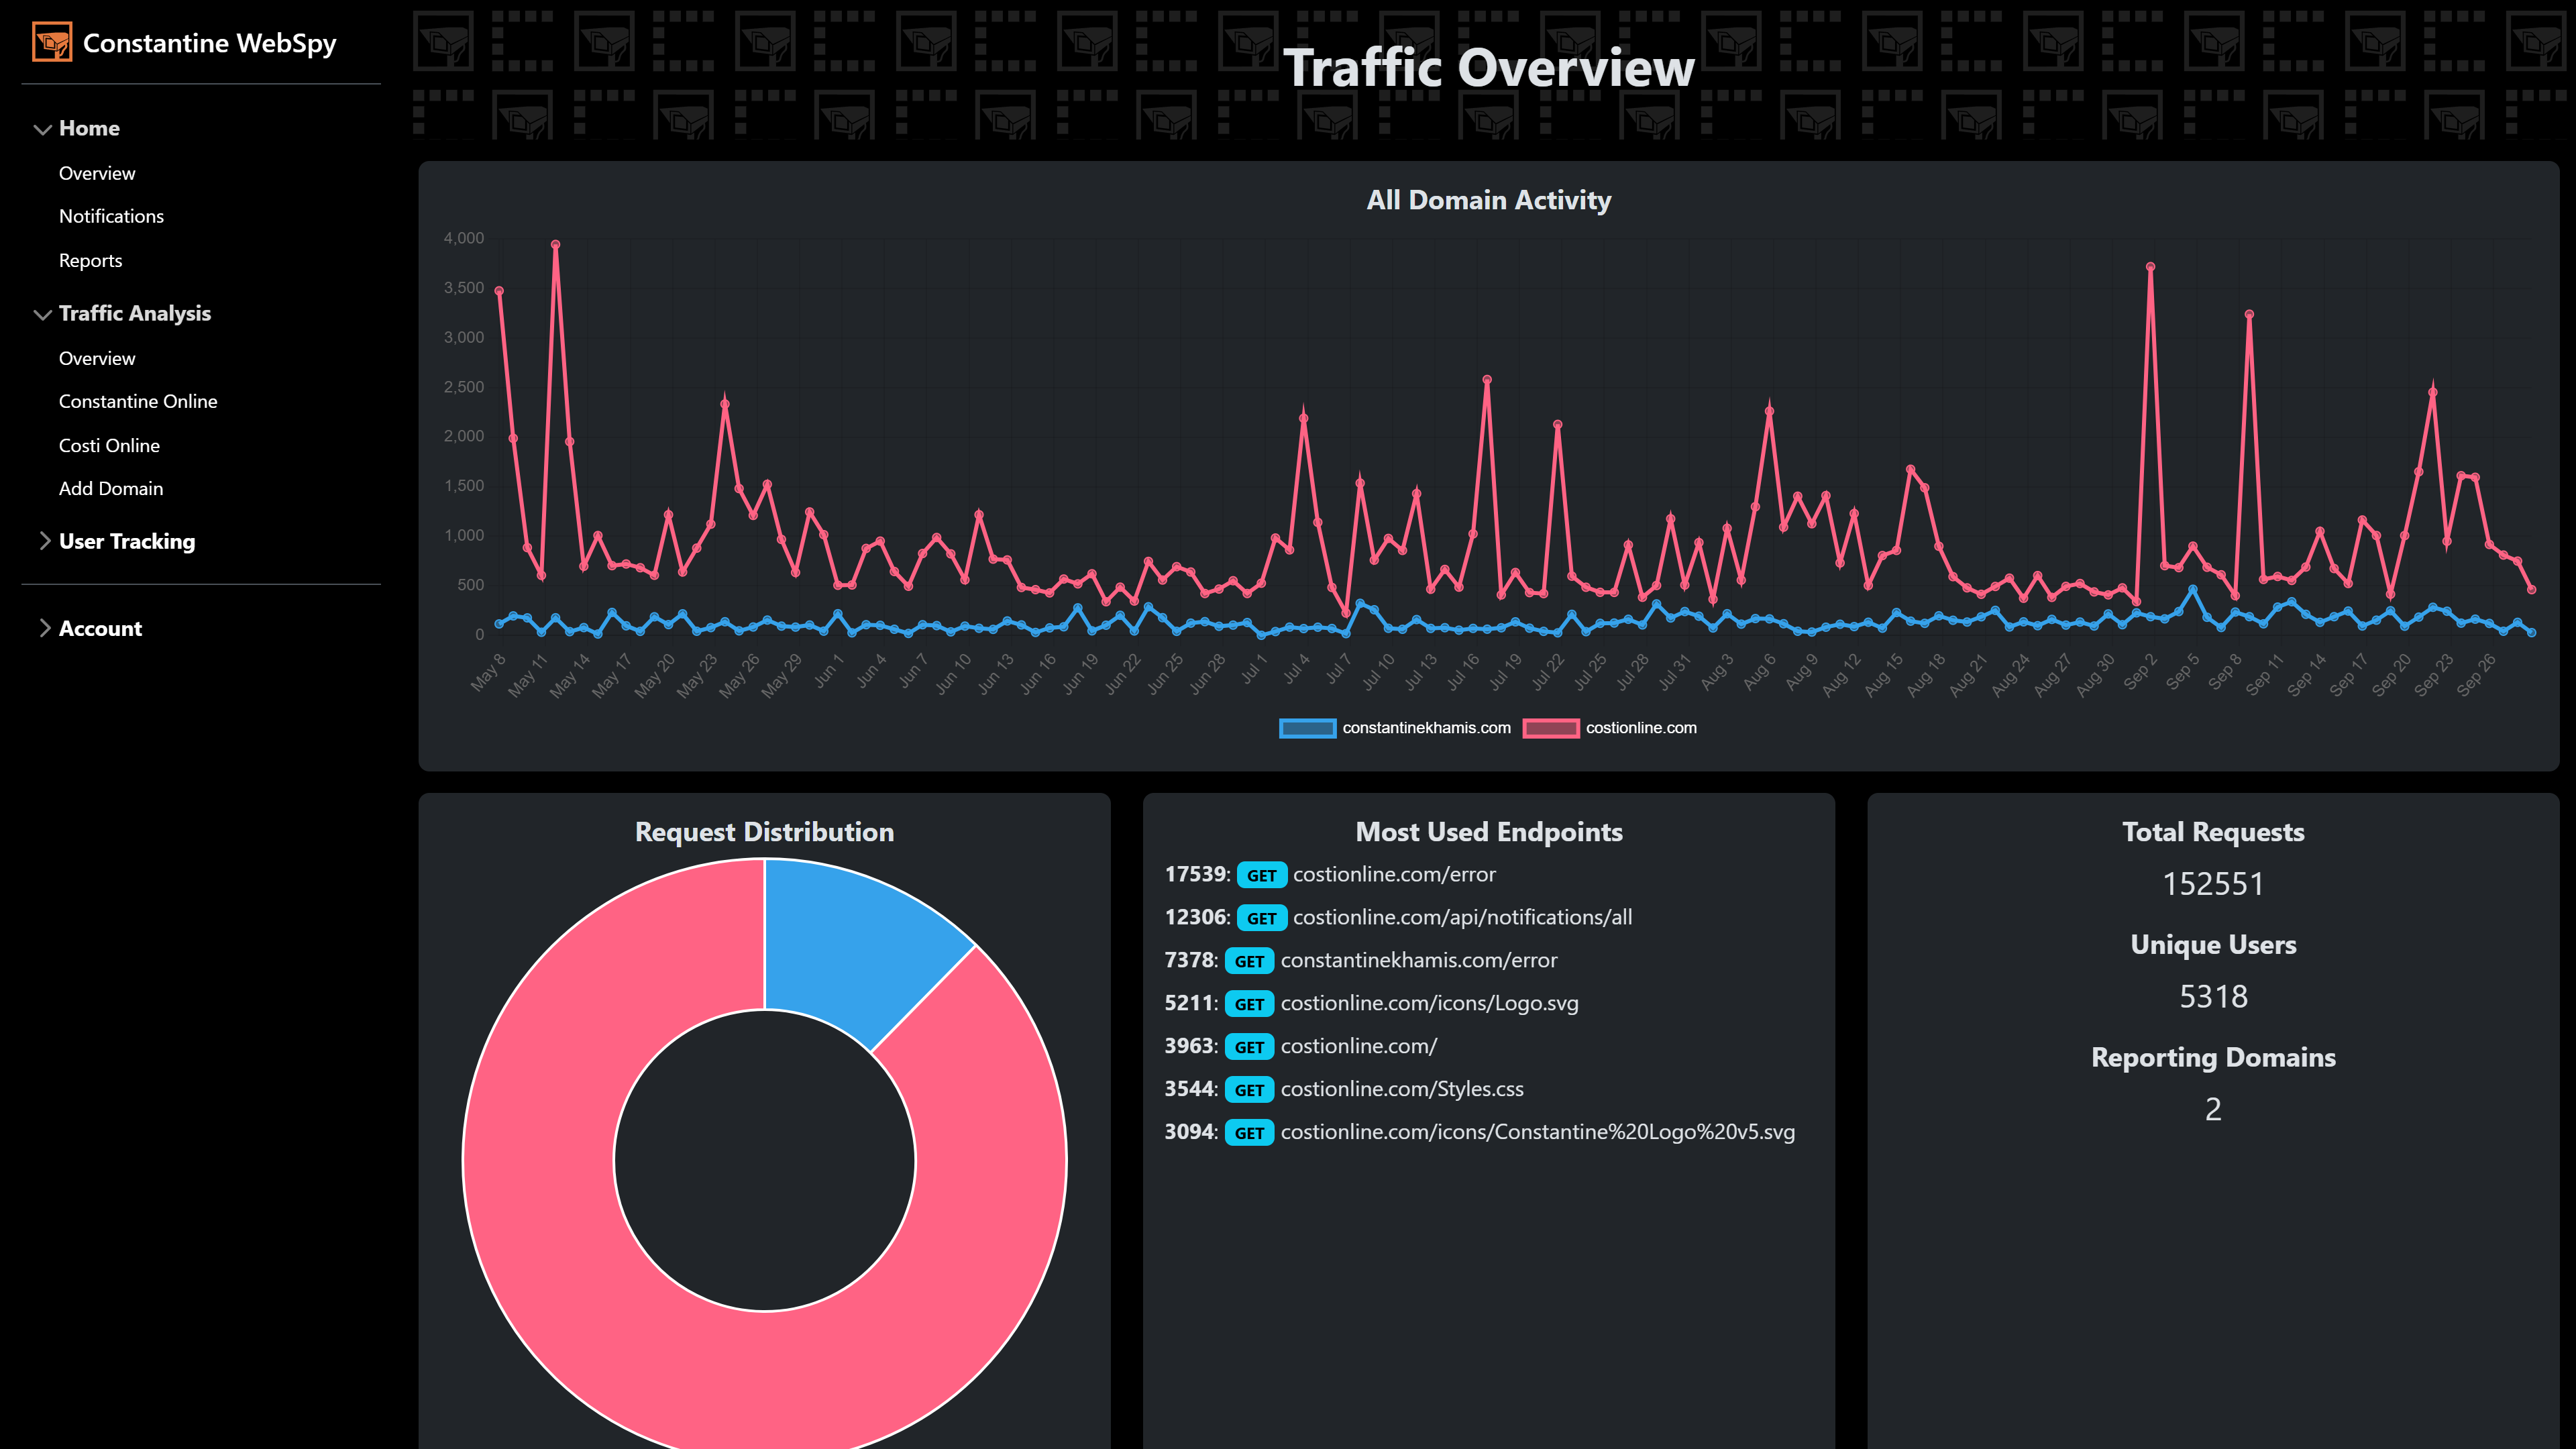 Constantine WebSpy
Home
Overview
Notifications
Reports
Traffic Analysis
Overview
Constantine Online
Costi Online
Add Domain
User Tracking
Account
Traffic Overview
All Domain Activity
4,000
3,500
3,000
2,500
2,000
1,500
1,000
500
0
May 8
May 11
May 14
May 17
May 20
May 23
May 26
May 29
Jun 1
Jun 4
Jun 7
Jun 10
Jun 13
Jun 16
Jun 19
Jun 22
Jun 25
Jun 28
Jul 1
Jul 4
Jul 7
Jul 10
Jul 13
Jul 16
Jul 19
Jul 22
Jul 25
Jul 28
Jul 31
Aug 3
Aug 6
Aug 9
Aug 12
Aug 15
Aug 18
Aug 21
Aug 24
Aug 27
Aug 30
Sep 2
Sep 5
Sep 8
Sep 11
Sep 14
Sep 17
Sep 20
Sep 23
Sep 26
constantinekhamis.com costionline.com
Request Distribution
Most Used Endpoints
17539: GET costionline.com/error
12306: GET costionline.com/api/notifications/all
7378: GET constantinekhamis.com/error
5211: GET costionline.com/icons/Logo.svg
3963: GET costionline.com/
3544: GET costionline.com/Styles.css
3094: GET costionline.com/icons/Constantine%20Logo%20v5.svg
Total Requests
152551
Unique Users
5318
Reporting Domains
2